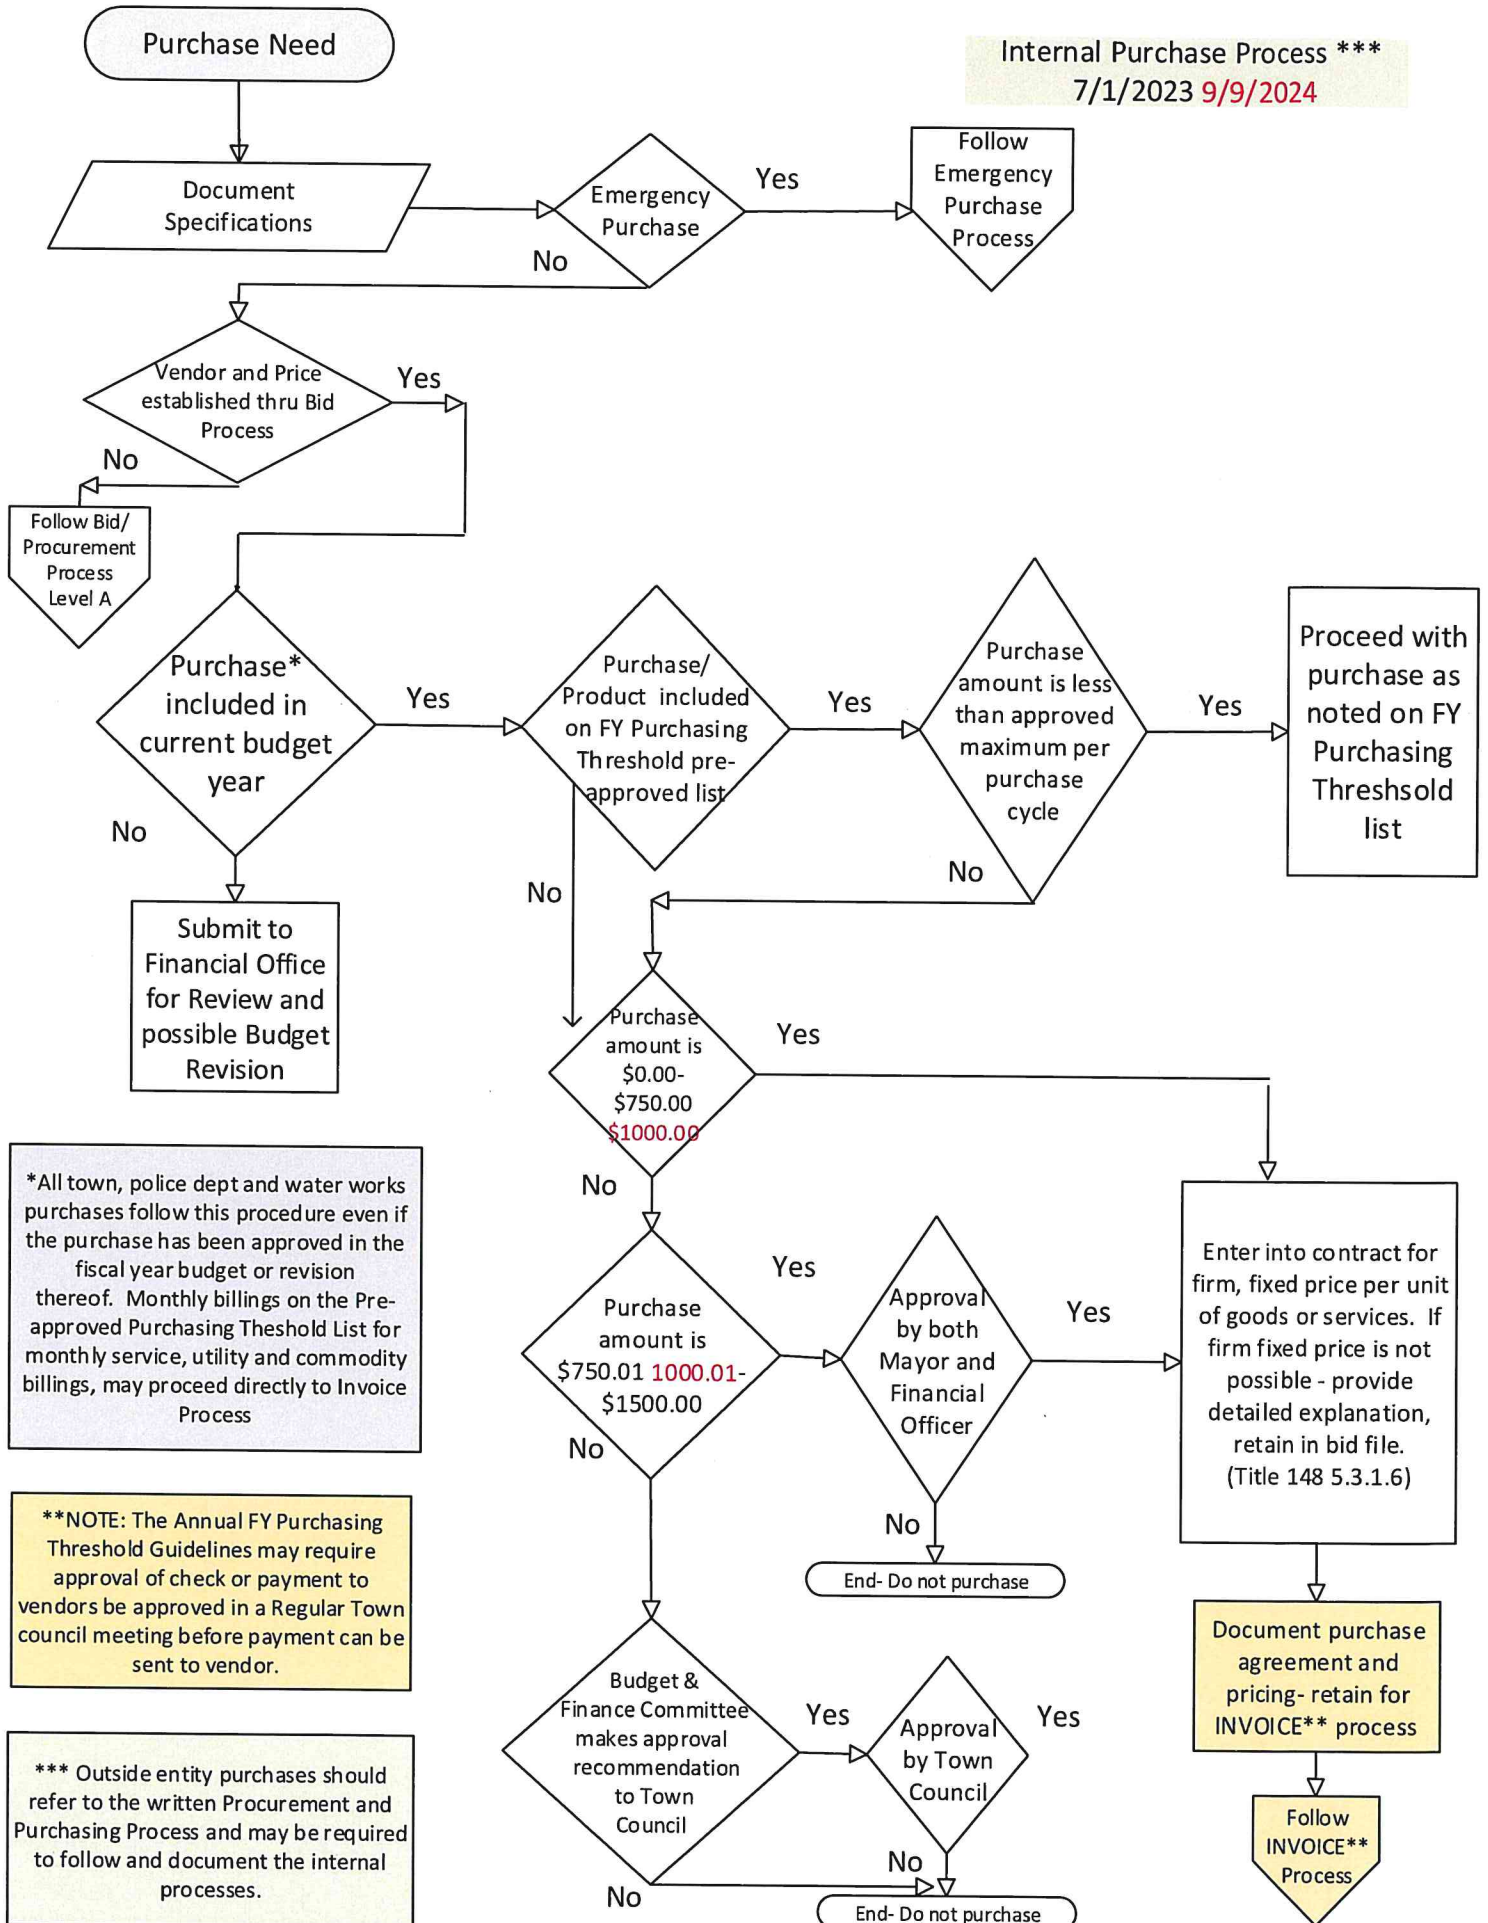 Purchase Need
Internal Purchase Process ***
7/1/2023 9/9/2024
Document
Specifications
Emergency
Purchase
Yes
Follow
Emergency
Purchase
Process
No
Vendor and Price
established thru Bid
Process
Yes
No
Follow Bid/
Procurement
Process
Level A
Purchase*
included in
current budget
year
Yes
Purchase/
Product included
on FY Purchasing
Threshold pre-
approved list
Yes
Purchase
amount is less
than approved
maximum per
purchase
cycle
Yes
Proceed with
purchase as
noted on FY
Purchasing
Threshsold
list
No
No
No
Submit to
Financial Office
for Review and
possible Budget
Revision
Purchase
amount is
$0.00-
$750.00
$1000.00
Yes
No
*All town, police dept and water works
purchases follow this procedure even if
the purchase has been approved in the
fiscal year budget or revision
thereof. Monthly billings on the Pre-
approved Purchasing Theshold List for
monthly service, utility and commodity
billings, may proceed directly to Invoice
Process
Purchase
amount is
$750.01 1000.01-
$1500.00
Yes
Approval
by both
Mayor and
Financial
Officer
Yes
Enter into contract for
firm, fixed price per unit
of goods or services. If
firm fixed price is not
possible - provide
detailed explanation,
retain in bid file.
(Title 148 5.3.1.6)
No
No
End- Do not purchase
**NOTE: The Annual FY Purchasing
Threshold Guidelines may require
approval of check or payment to
vendors be approved in a Regular Town
council meeting before payment can be
sent to vendor.
Document purchase
agreement and
pricing- retain for
INVOICE** process
Budget &
Finance Committee
makes approval
recommendation
to Town
Council
Yes
Approval
by Town
Council
Yes
No
No
End- Do not purchase
Follow
INVOICE**
Process
*** Outside entity purchases should
refer to the written Procurement and
Purchasing Process and may be required
to follow and document the internal
processes.